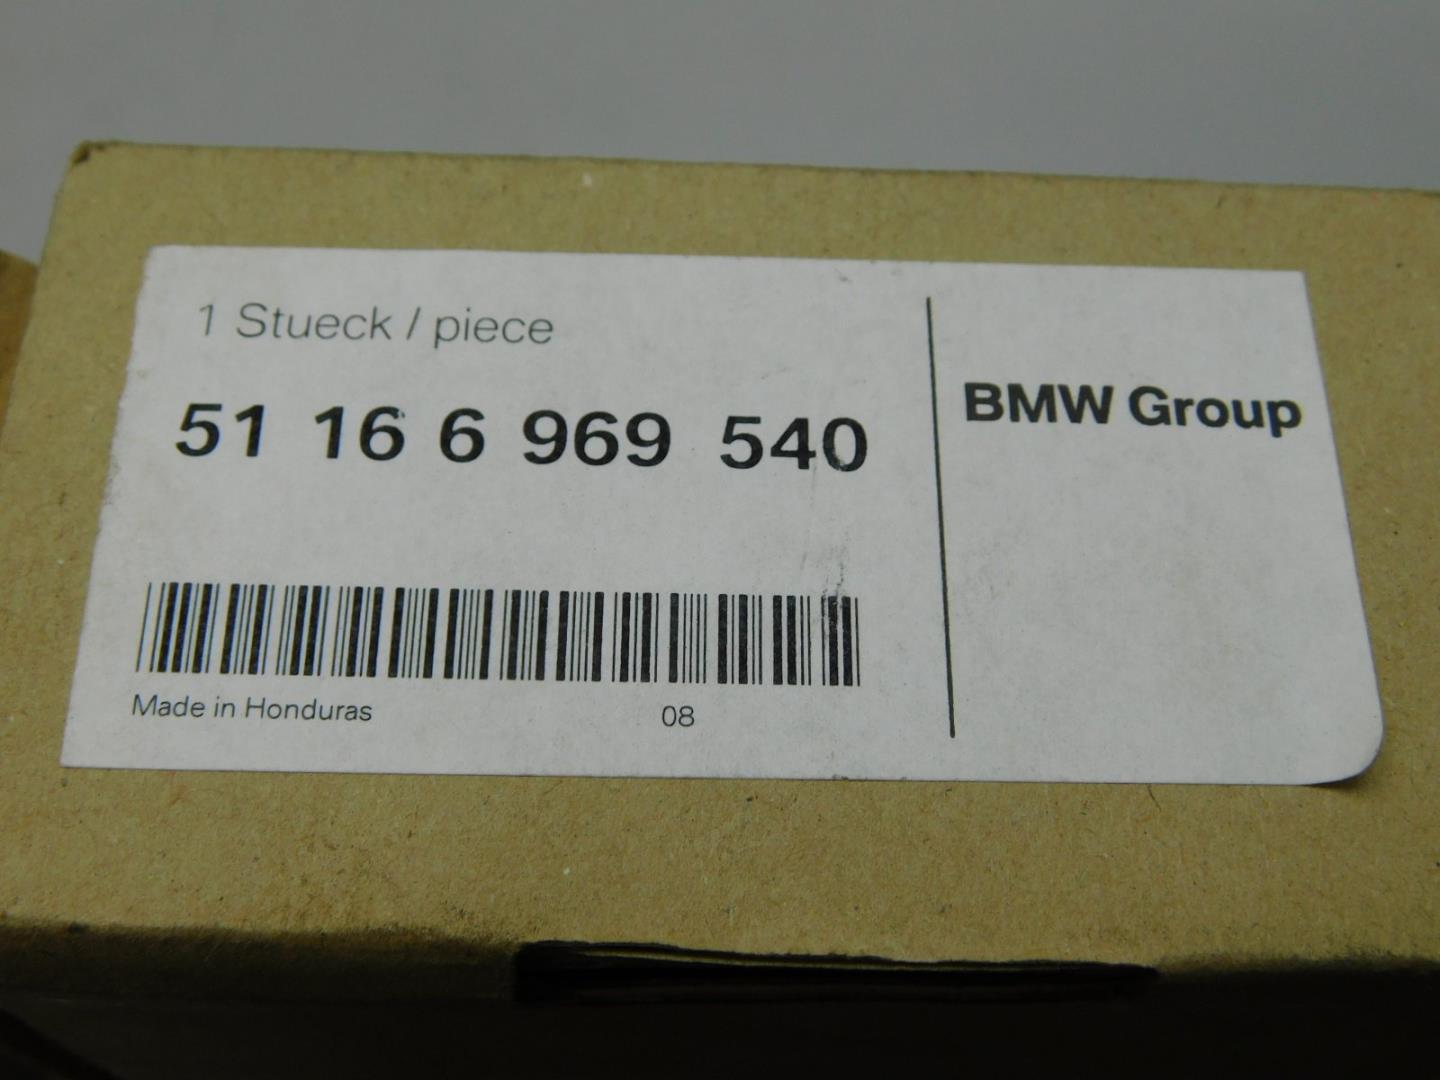 1 Stueck / piece
51 16 6 969 540
BMW Group
Made in Honduras 08